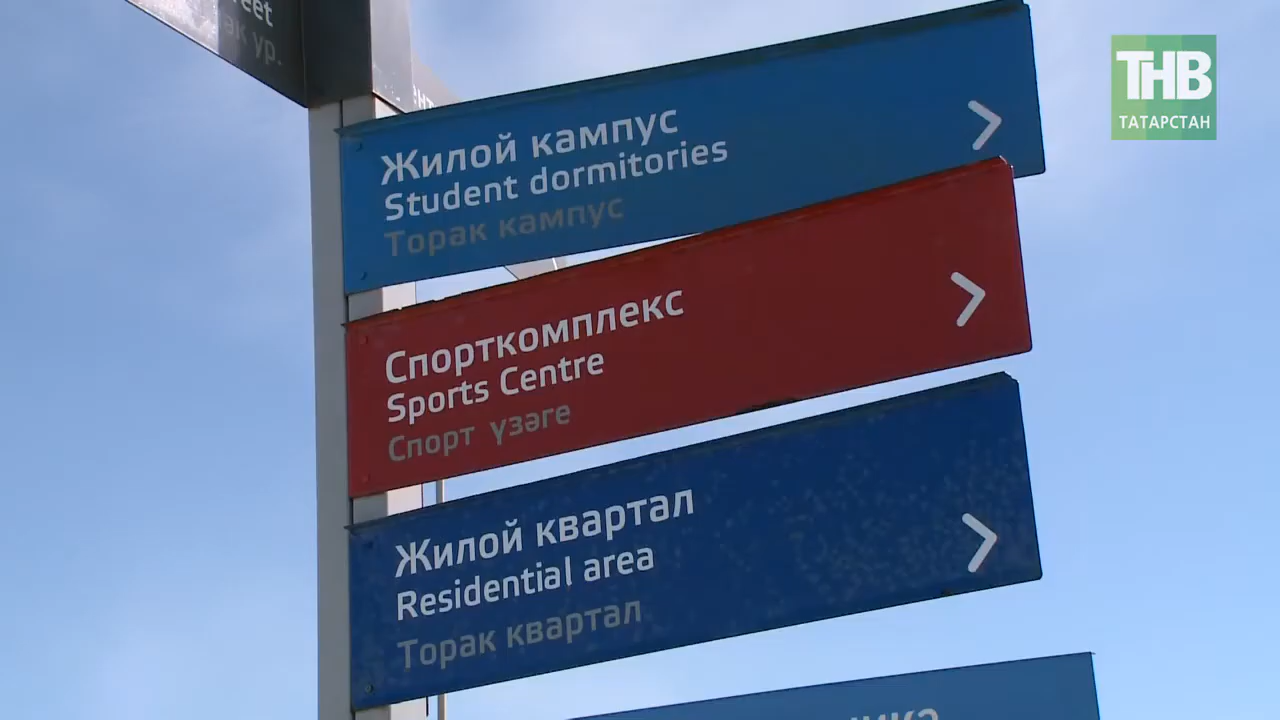 ТНВ
ТАТАРСТАН
Жилой кампус
Student dormitories
Торак кампус
Спорткомплекс
Sports Centre
Спорт үзәге
Жилой квартал
Residential area
Торак квартал